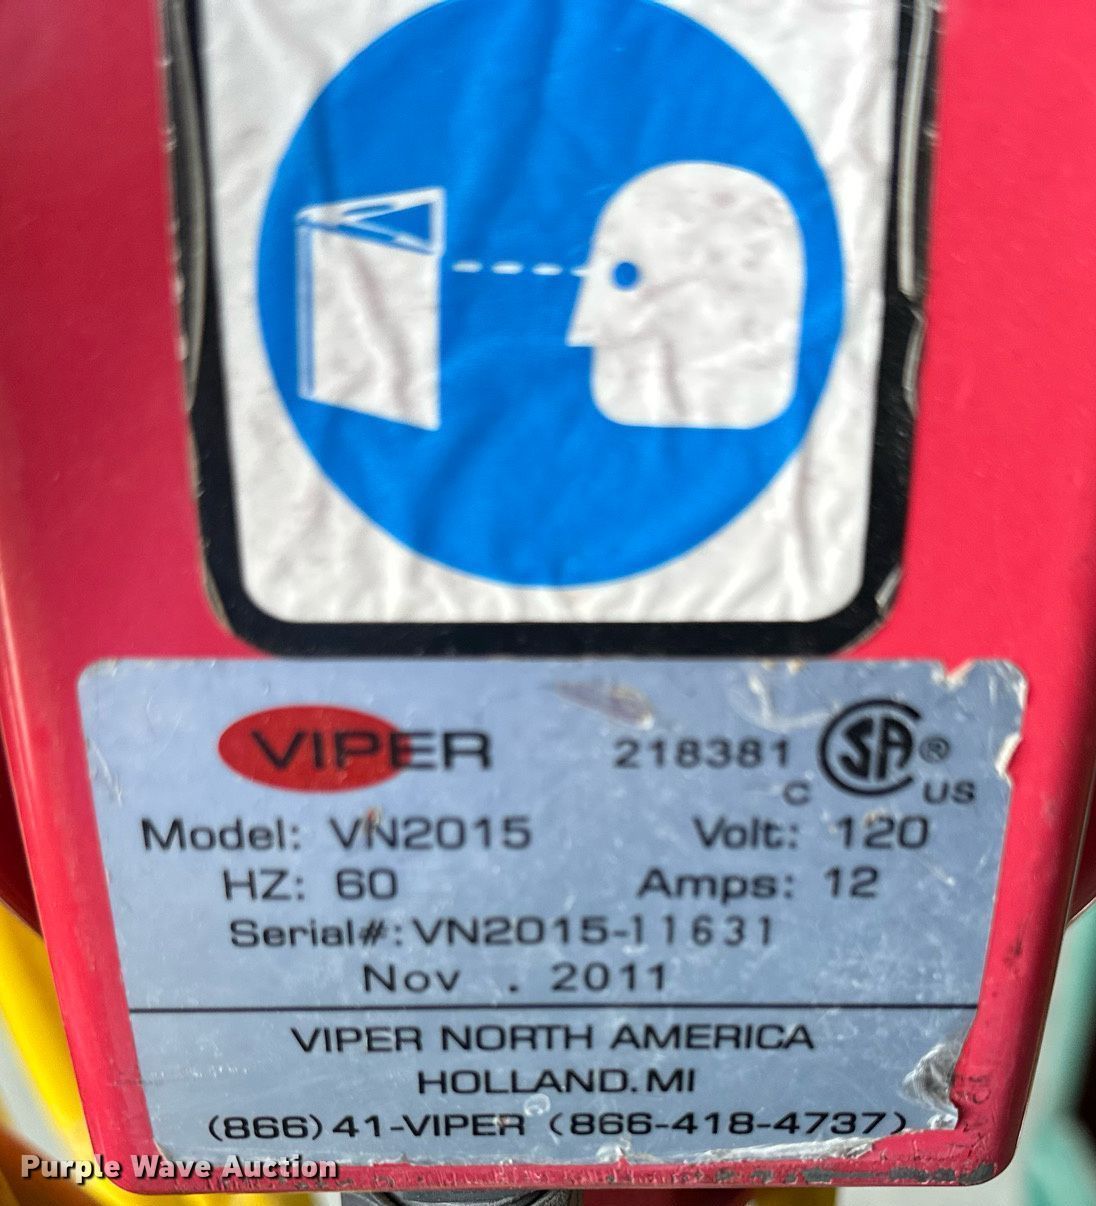 VIPER 218381 CSA®
C US
Model: VN2015 Volt: 120
HZ: 60 Amps: 12
Serial#: VN2015-11631
Nov . 2011
VIPER NORTH AMERICA
HOLLAND. MI
(866)41-VIPER (866-418-4737)
Purple Wave Auction